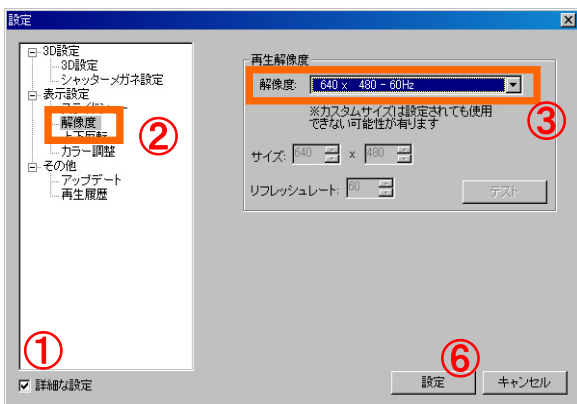 設定
3D設定
3D設定
シャッターメガネ設定
表示設定
解像度
②
カラー調整
その他
アップデート
再生履歴
①
詳細な設定
再生解像度
解像度: 640 x 480 - 60Hz
③
※カスタムサイズは設定されても使用
できない可能性が有ります
サイズ: 640 x 480
リフレッシュレート: 60 テスト
⑥
設定 キャンセル